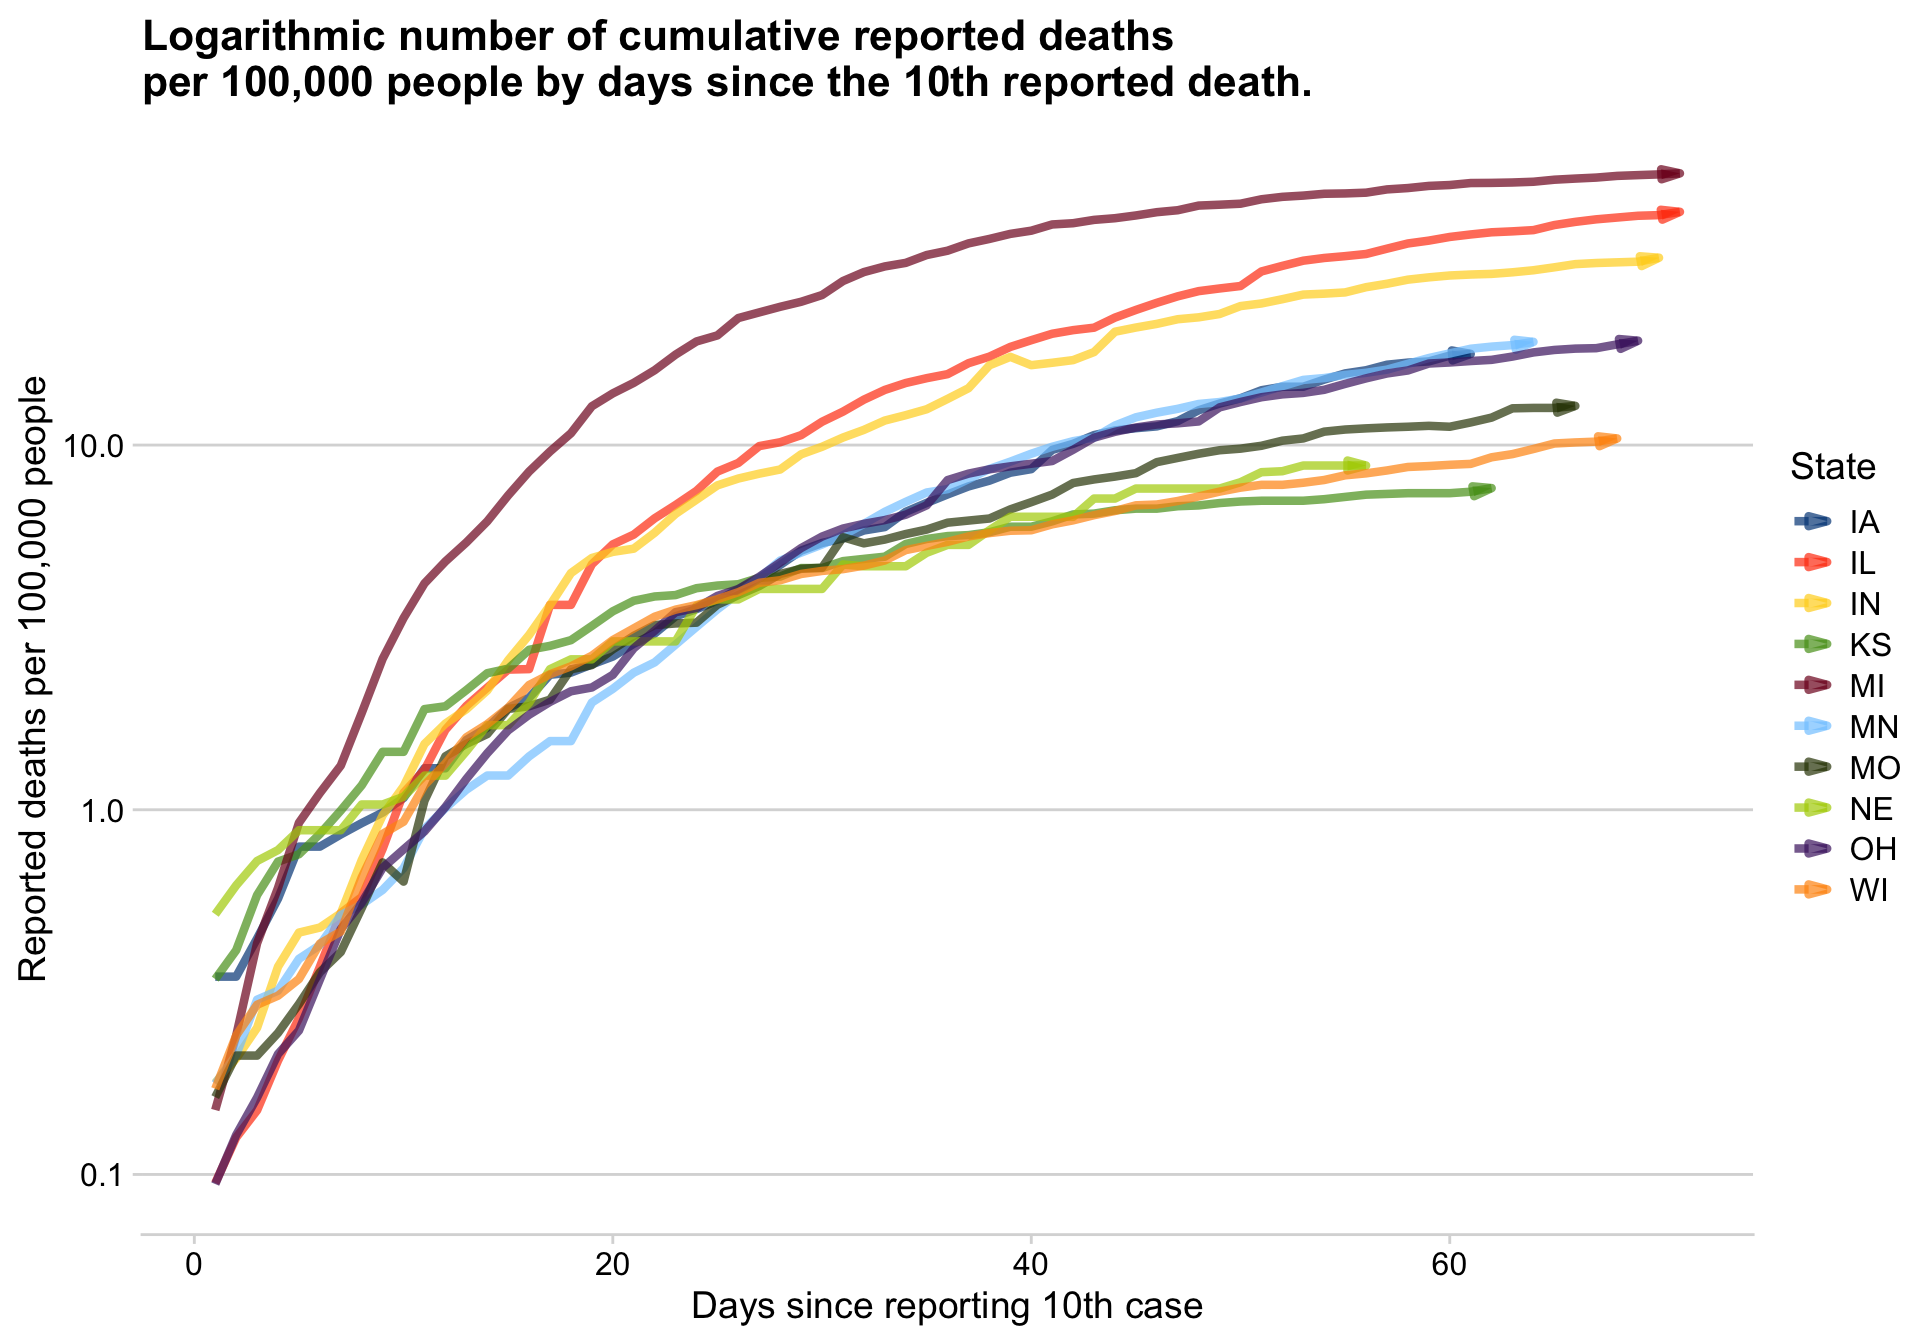 Logarithmic number of cumulative reported deaths
per 100,000 people by days since the 10th reported death.
Reported deaths per 100,000 people
10.0
1.0
0.1
0
20
40
60
Days since reporting 10th case
State
IA
IL
IN
KS
MI
MN
MO
NE
OH
WI